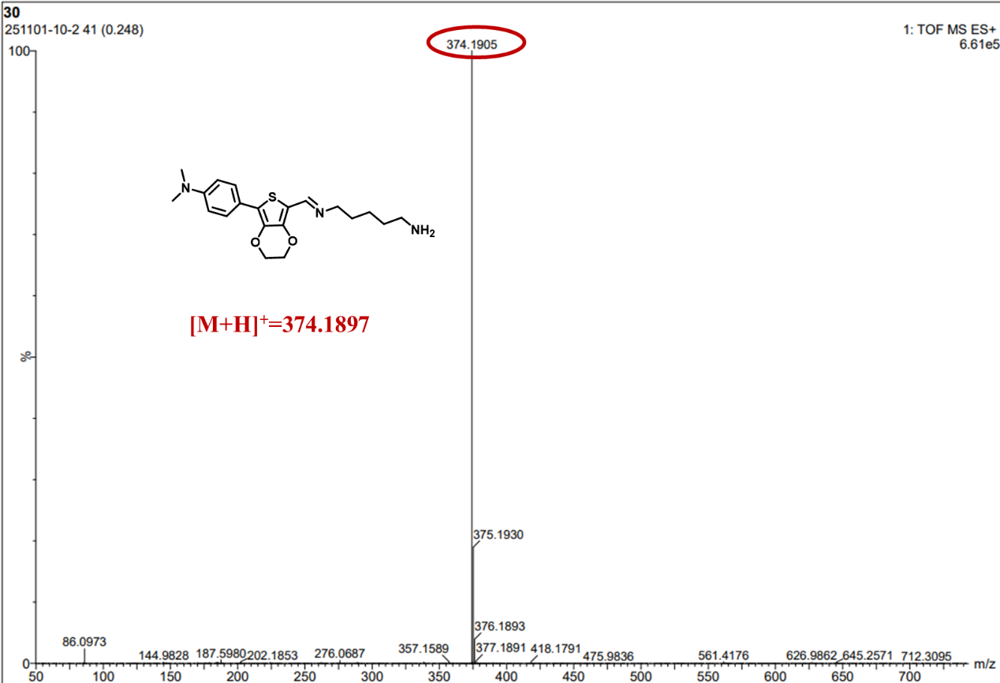 30
251101-10-2 41 (0.248)
1: TOF MS ES+
6.61e5
374.1905
100
%
0
N
S
N
NH2
O
O
[M+H]+=374.1897
375.1930
376.1893
377.1891
86.0973
144.9828
187.5980
202.1853
276.0687
357.1589
418.1791
475.9836
561.4176
626.9862
645.2571
712.3095
m/z
50 100 150 200 250 300 350 400 450 500 550 600 650 700